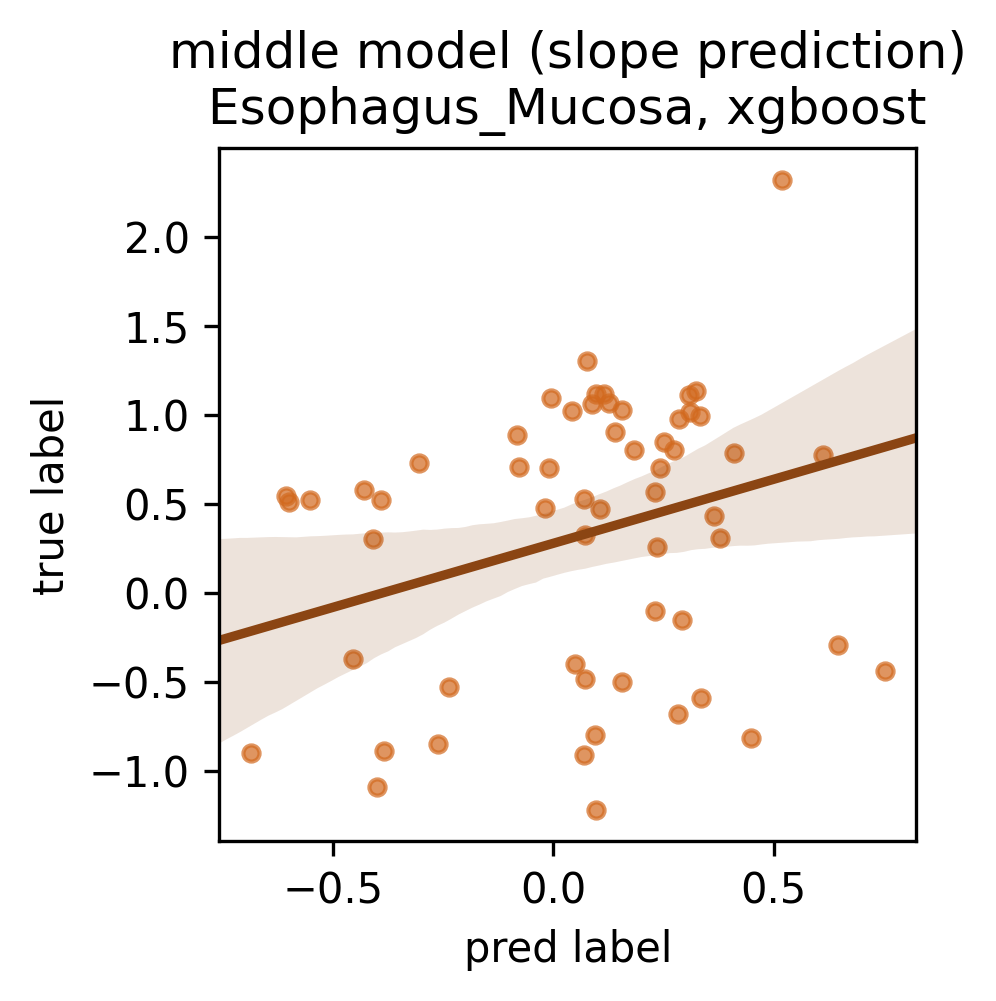 middle model (slope prediction)
Esophagus_Mucosa, xgboost
2.0
1.5
1.0
0.5
0.0
−0.5
−1.0
true label
−0.5 0.0 0.5
pred label